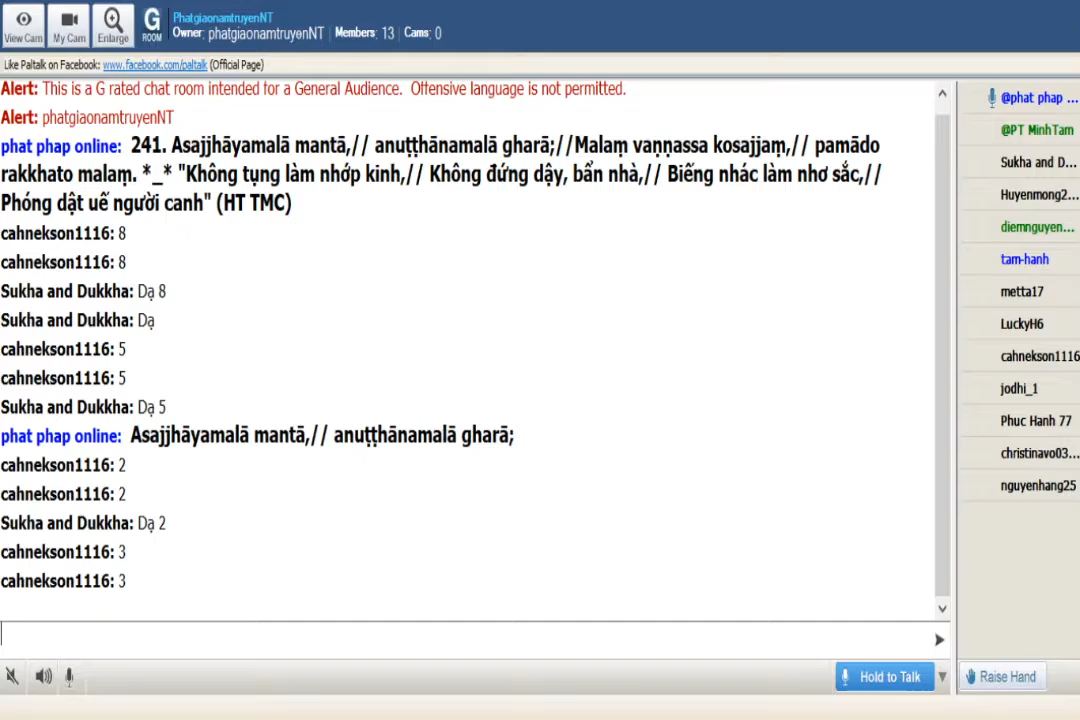 PhatgiaonamtruyenNT
Owner: phatgiaonamtruyenNT Members: 13 Cams: 0
View Cam My Cam Enlarge G ROOM
Like Paltalk on Facebook: www.facebook.com/paltalk (Official Page)
Alert: This is a G rated chat room intended for a General Audience. Offensive language is not permitted.
Alert: phatgiaonamtruyenNT
phat phap online: 241. Asajjhāyamalā mantā,// anuṭṭhānamalā gharā;//Malaṃ vaṇṇassa kosajjaṃ,// pamādo
rakkhato malaṃ. *_* "Không tụng làm nhớp kinh,// Không đứng dậy, bẩn nhà,// Biếng nhác làm nhơ sắc,//
Phóng dật uế người canh" (HT TMC)
cahnekson1116: 8
cahnekson1116: 8
Sukha and Dukkha: Dạ 8
Sukha and Dukkha: Dạ
cahnekson1116: 5
cahnekson1116: 5
Sukha and Dukkha: Dạ 5
phat phap online: Asajjhāyamalā mantā,// anuṭṭhānamalā gharā;
cahnekson1116: 2
cahnekson1116: 2
Sukha and Dukkha: Dạ 2
cahnekson1116: 3
cahnekson1116: 3
@phat phap ...
@PT MinhTam
Sukha and D...
Huyenmong2...
diemnguyen...
tam-hanh
metta17
LuckyH6
cahnekson1116
jodhi_1
Phuc Hanh 77
christinavo03...
nguyenhang25
Hold to Talk
Raise Hand